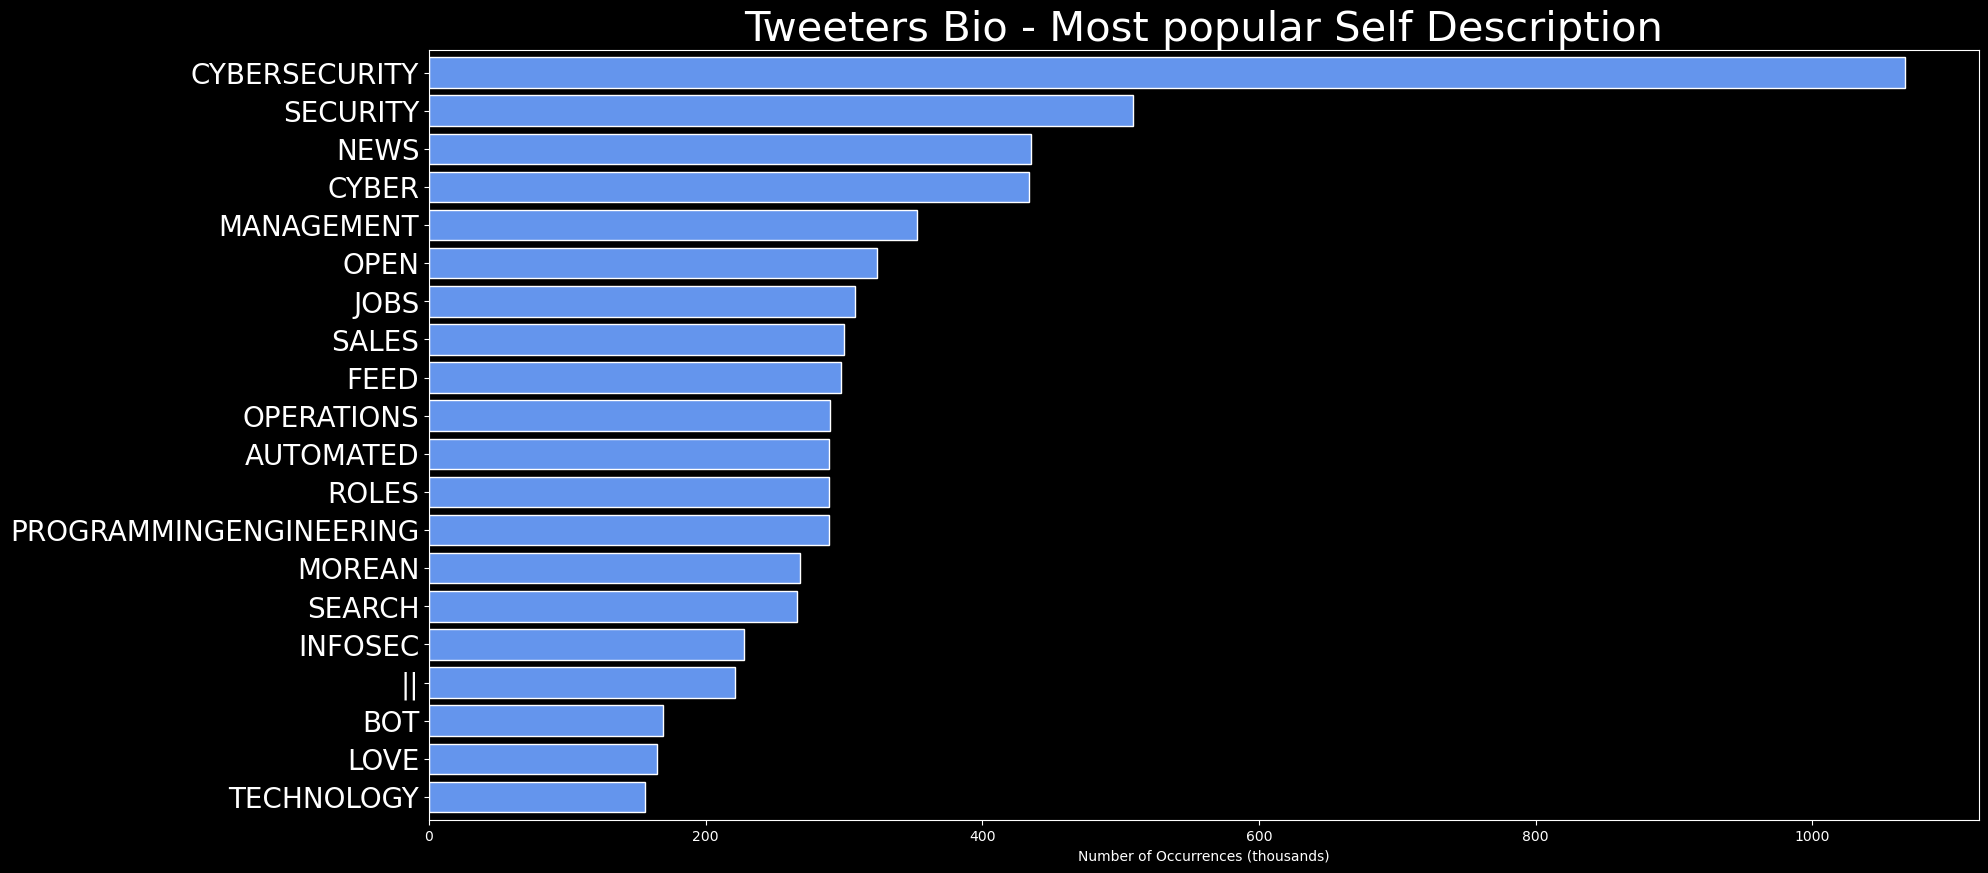 Tweeters Bio - Most popular Self Description
CYBERSECURITY
SECURITY
NEWS
CYBER
MANAGEMENT
OPEN
JOBS
SALES
FEED
OPERATIONS
AUTOMATED
ROLES
PROGRAMMINGENGINEERING
MOREAN
SEARCH
INFOSEC
||
BOT
LOVE
TECHNOLOGY
0 200 400 600 800 1000
Number of Occurrences (thousands)